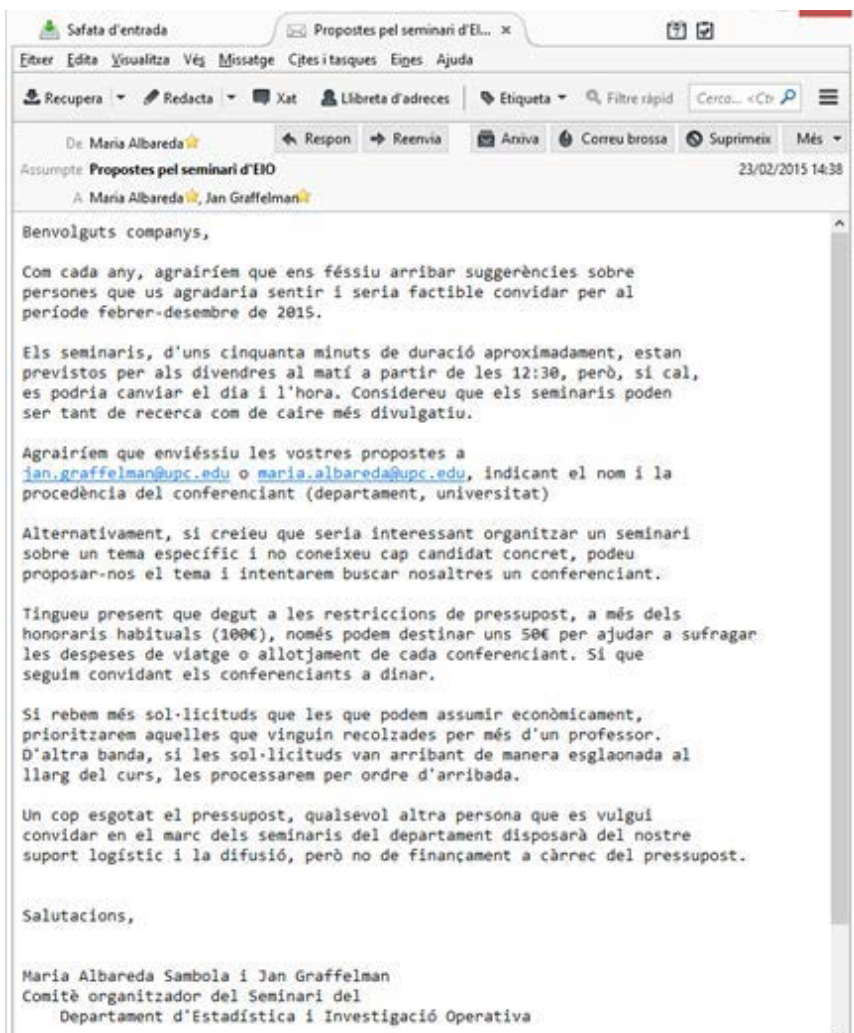 Safata d'entrada
Propostes pel seminari d'EI... ×
Fitxer Edita Visualitza Vés Missatge Cites i tasques Eines Ajuda
Recupera Redacta Xat Llibreta d'adreces Etiqueta Filtre ràpid Cerca... <Ctr
De Maria Albareda Respon Reenvia Arxiva Correu brossa Suprimeix Més
Assumpte Propostes pel seminari d'EIO 23/02/2015 14:38
A Maria Albareda, Jan Graffelman
Benvolguts companys,
Com cada any, agrairíem que ens féssiu arribar suggerències sobre
persones que us agradaria sentir i seria factible convidar per al
període febrer-desembre de 2015.
Els seminaris, d'uns cinquanta minuts de duració aproximadament, estan
previstos per als divendres al matí a partir de les 12:30, però, si cal,
es podria canviar el dia i l'hora. Considereu que els seminaris poden
ser tant de recerca com de caire més divulgatiu.
Agrairíem que enviéssiu les vostres propostes a
jan.graffelman@upc.edu o maria.albareda@upc.edu, indicant el nom i la
procedència del conferenciant (departament, universitat)
Alternativament, si creieu que seria interessant organitzar un seminari
sobre un tema específic i no coneixeu cap candidat concret, podeu
proposar-nos el tema i intentarem buscar nosaltres un conferenciant.
Tingueu present que degut a les restriccions de pressupost, a més dels
honoraris habituals (100€), només podem destinar uns 50€ per ajudar a sufragar
les despeses de viatge o allotjament de cada conferenciant. Si que
seguim convidant els conferenciants a dinar.
Si rebem més sol·licituds que les que podem assumir econòmicament,
prioritzarem aquelles que vinguin recolzades per més d'un professor.
D'altra banda, si les sol·licituds van arribant de manera esglaonada al
llarg del curs, les processarem per ordre d'arribada.
Un cop esgotat el pressupost, qualsevol altra persona que es vulgui
convidar en el marc dels seminaris del departament disposarà del nostre
suport logístic i la difusió, però no de finançament a càrrec del pressupost.
Salutacions,
Maria Albareda Sambola i Jan Graffelman
Comitè organitzador del Seminari del
Departament d'Estadística i Investigació Operativa